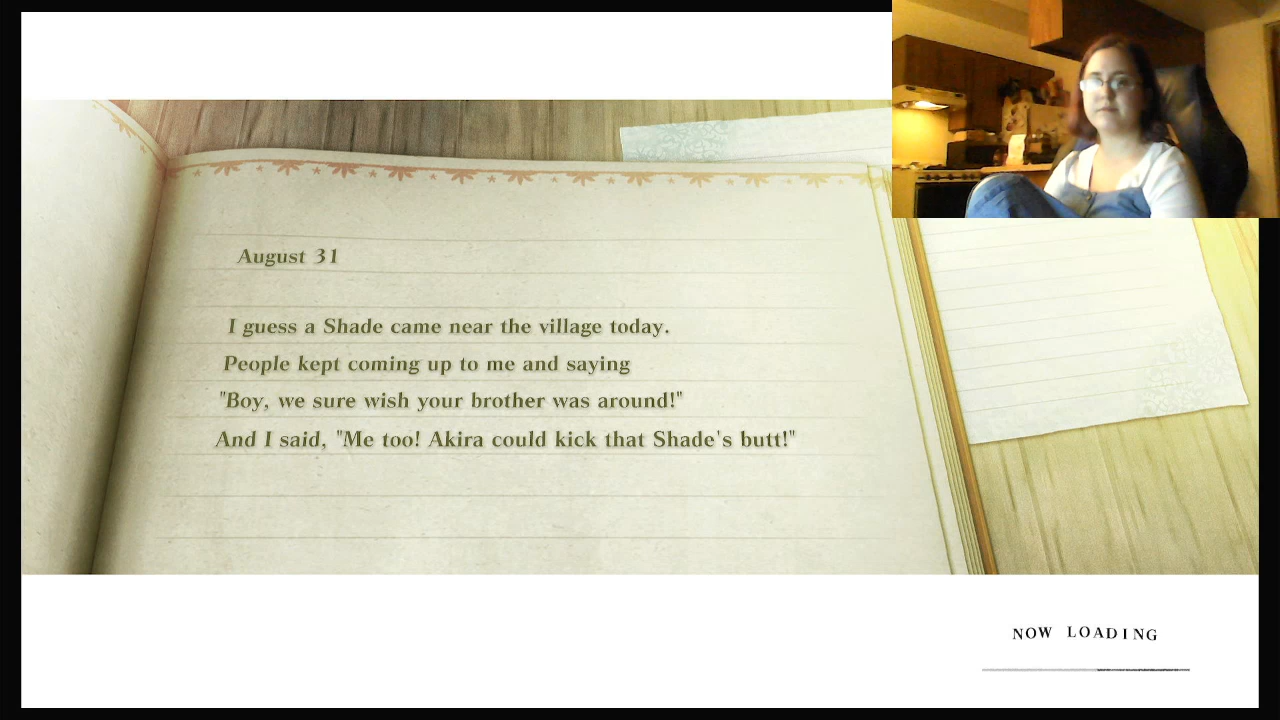 August 31
I guess a Shade came near the village today.
People kept coming up to me and saying
"Boy, we sure wish your brother was around!"
And I said, "Me too! Akira could kick that Shade's butt!"
NOW LOADING